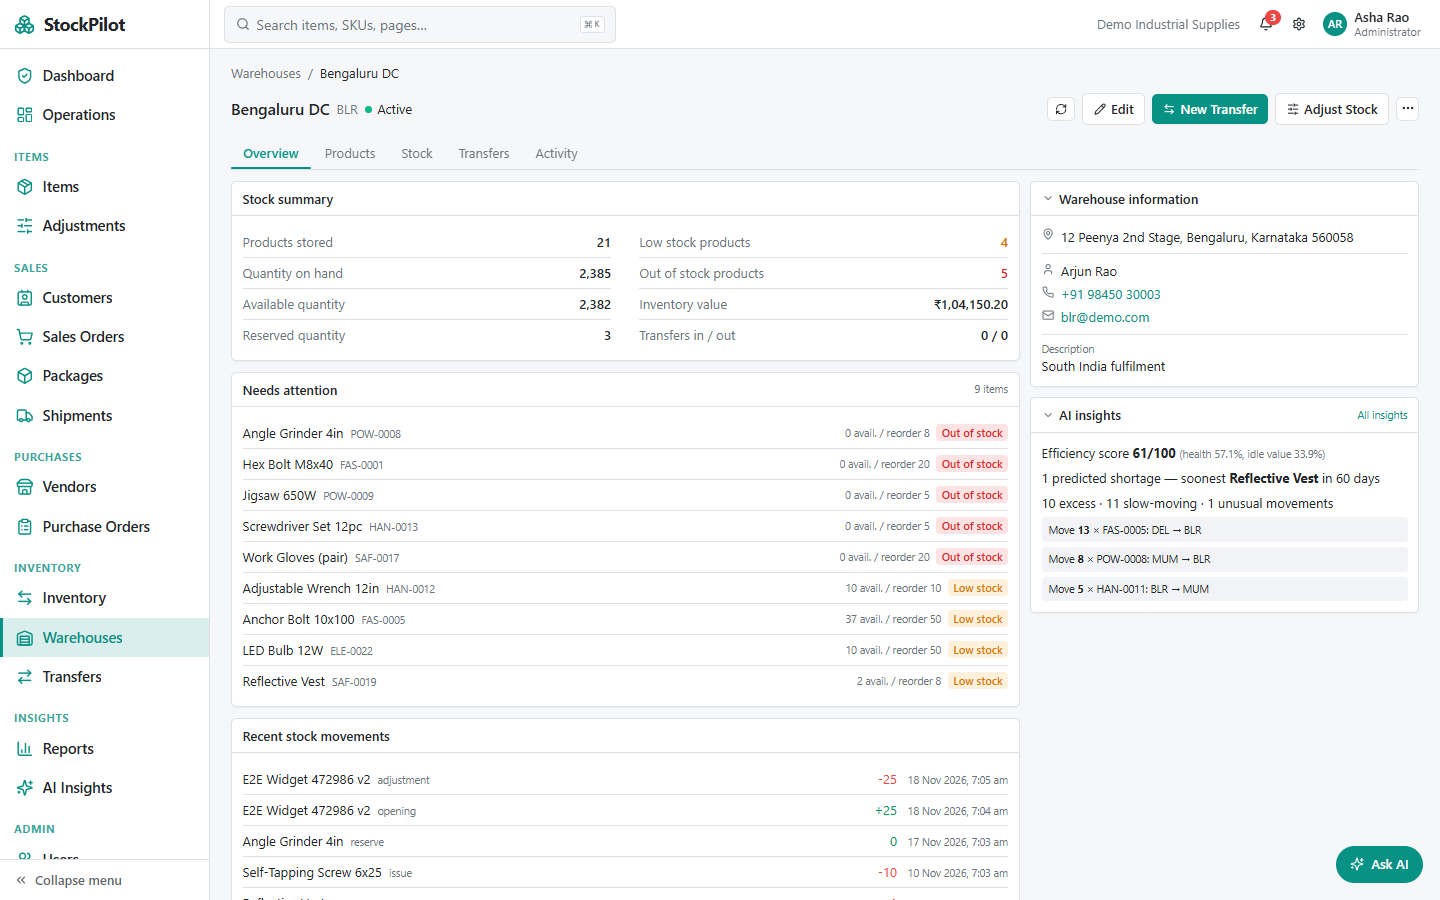 StockPilot
Search items, SKUs, pages...
⌘K
Demo Industrial Supplies
3
AR
Asha Rao
Administrator
Dashboard
Operations
ITEMS
Items
Adjustments
SALES
Customers
Sales Orders
Packages
Shipments
PURCHASES
Vendors
Purchase Orders
INVENTORY
Inventory
Warehouses
Transfers
INSIGHTS
Reports
AI Insights
ADMIN
Users
Collapse menu
Warehouses / Bengaluru DC
Bengaluru DC BLR Active
Edit
New Transfer
Adjust Stock
Overview Products Stock Transfers Activity
Stock summary
Products stored 21
Low stock products 4
Quantity on hand 2,385
Out of stock products 5
Available quantity 2,382
Inventory value ₹1,04,150.20
Reserved quantity 3
Transfers in / out 0 / 0
Needs attention 9 items
Angle Grinder 4in POW-0008 0 avail. / reorder 8 Out of stock
Hex Bolt M8x40 FAS-0001 0 avail. / reorder 20 Out of stock
Jigsaw 650W POW-0009 0 avail. / reorder 5 Out of stock
Screwdriver Set 12pc HAN-0013 0 avail. / reorder 5 Out of stock
Work Gloves (pair) SAF-0017 0 avail. / reorder 20 Out of stock
Adjustable Wrench 12in HAN-0012 10 avail. / reorder 10 Low stock
Anchor Bolt 10x100 FAS-0005 37 avail. / reorder 50 Low stock
LED Bulb 12W ELE-0022 10 avail. / reorder 50 Low stock
Reflective Vest SAF-0019 2 avail. / reorder 8 Low stock
Recent stock movements
E2E Widget 472986 v2 adjustment -25 18 Nov 2026, 7:05 am
E2E Widget 472986 v2 opening +25 18 Nov 2026, 7:04 am
Angle Grinder 4in reserve 0 17 Nov 2026, 7:03 am
Self-Tapping Screw 6x25 issue -10 10 Nov 2026, 7:03 am
Warehouse information
12 Peenya 2nd Stage, Bengaluru, Karnataka 560058
Arjun Rao
+91 98450 30003
blr@demo.com
Description
South India fulfilment
AI insights All insights
Efficiency score 61/100 (health 57.1%, idle value 33.9%)
1 predicted shortage — soonest Reflective Vest in 60 days
10 excess · 11 slow-moving · 1 unusual movements
Move 13 × FAS-0005: DEL → BLR
Move 8 × POW-0008: MUM → BLR
Move 5 × HAN-0011: BLR → MUM
Ask AI